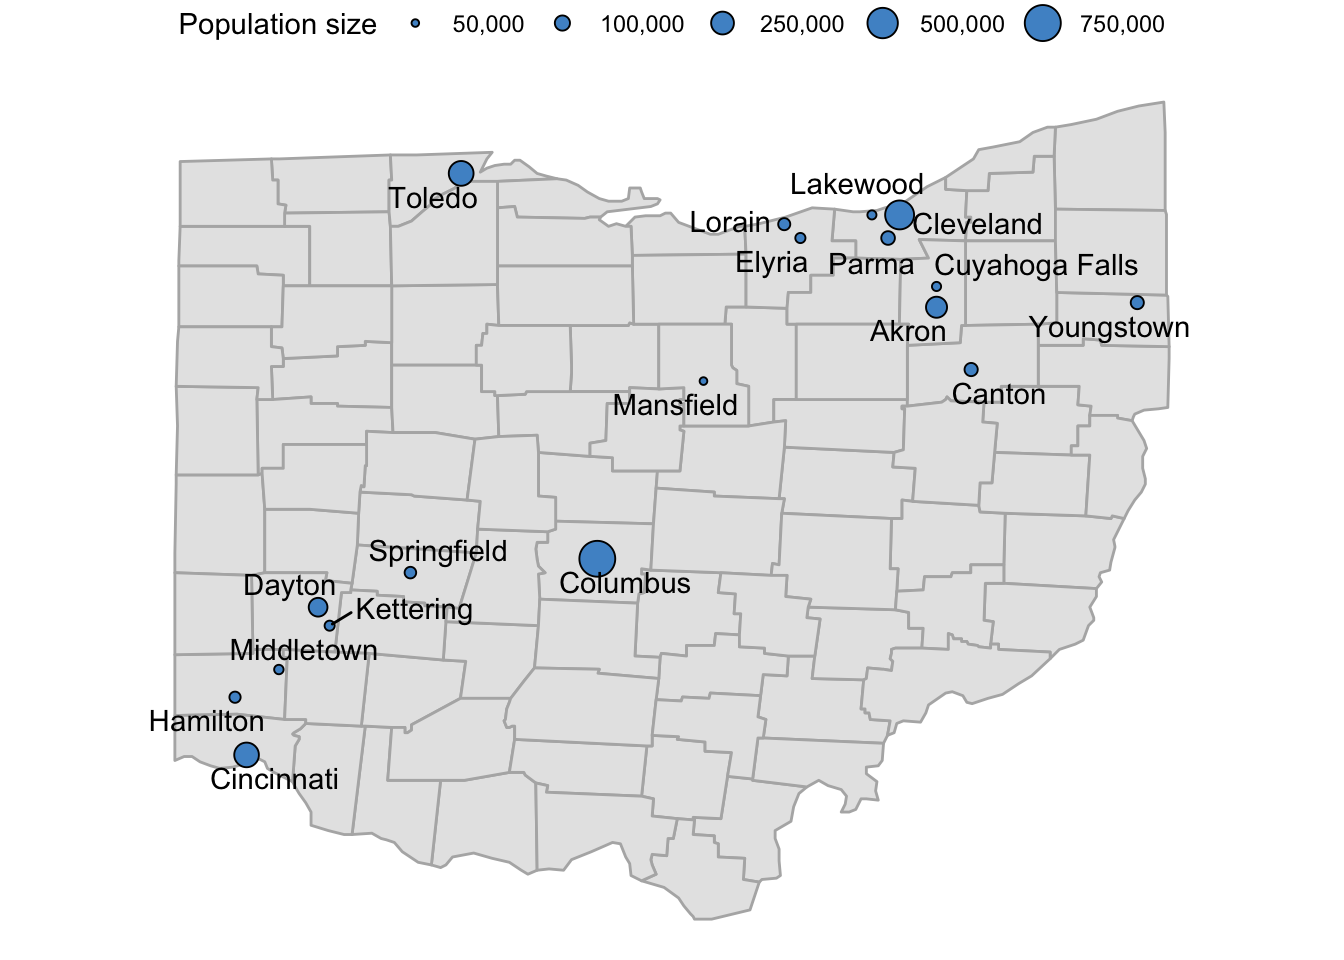 Population size 50,000 100,000 250,000 500,000 750,000
Lakewood
Toledo
Lorain
Cleveland
Elyria
Parma
Cuyahoga Falls
Akron
Youngstown
Mansfield
Canton
Springfield
Columbus
Dayton
Kettering
Middletown
Hamilton
Cincinnati